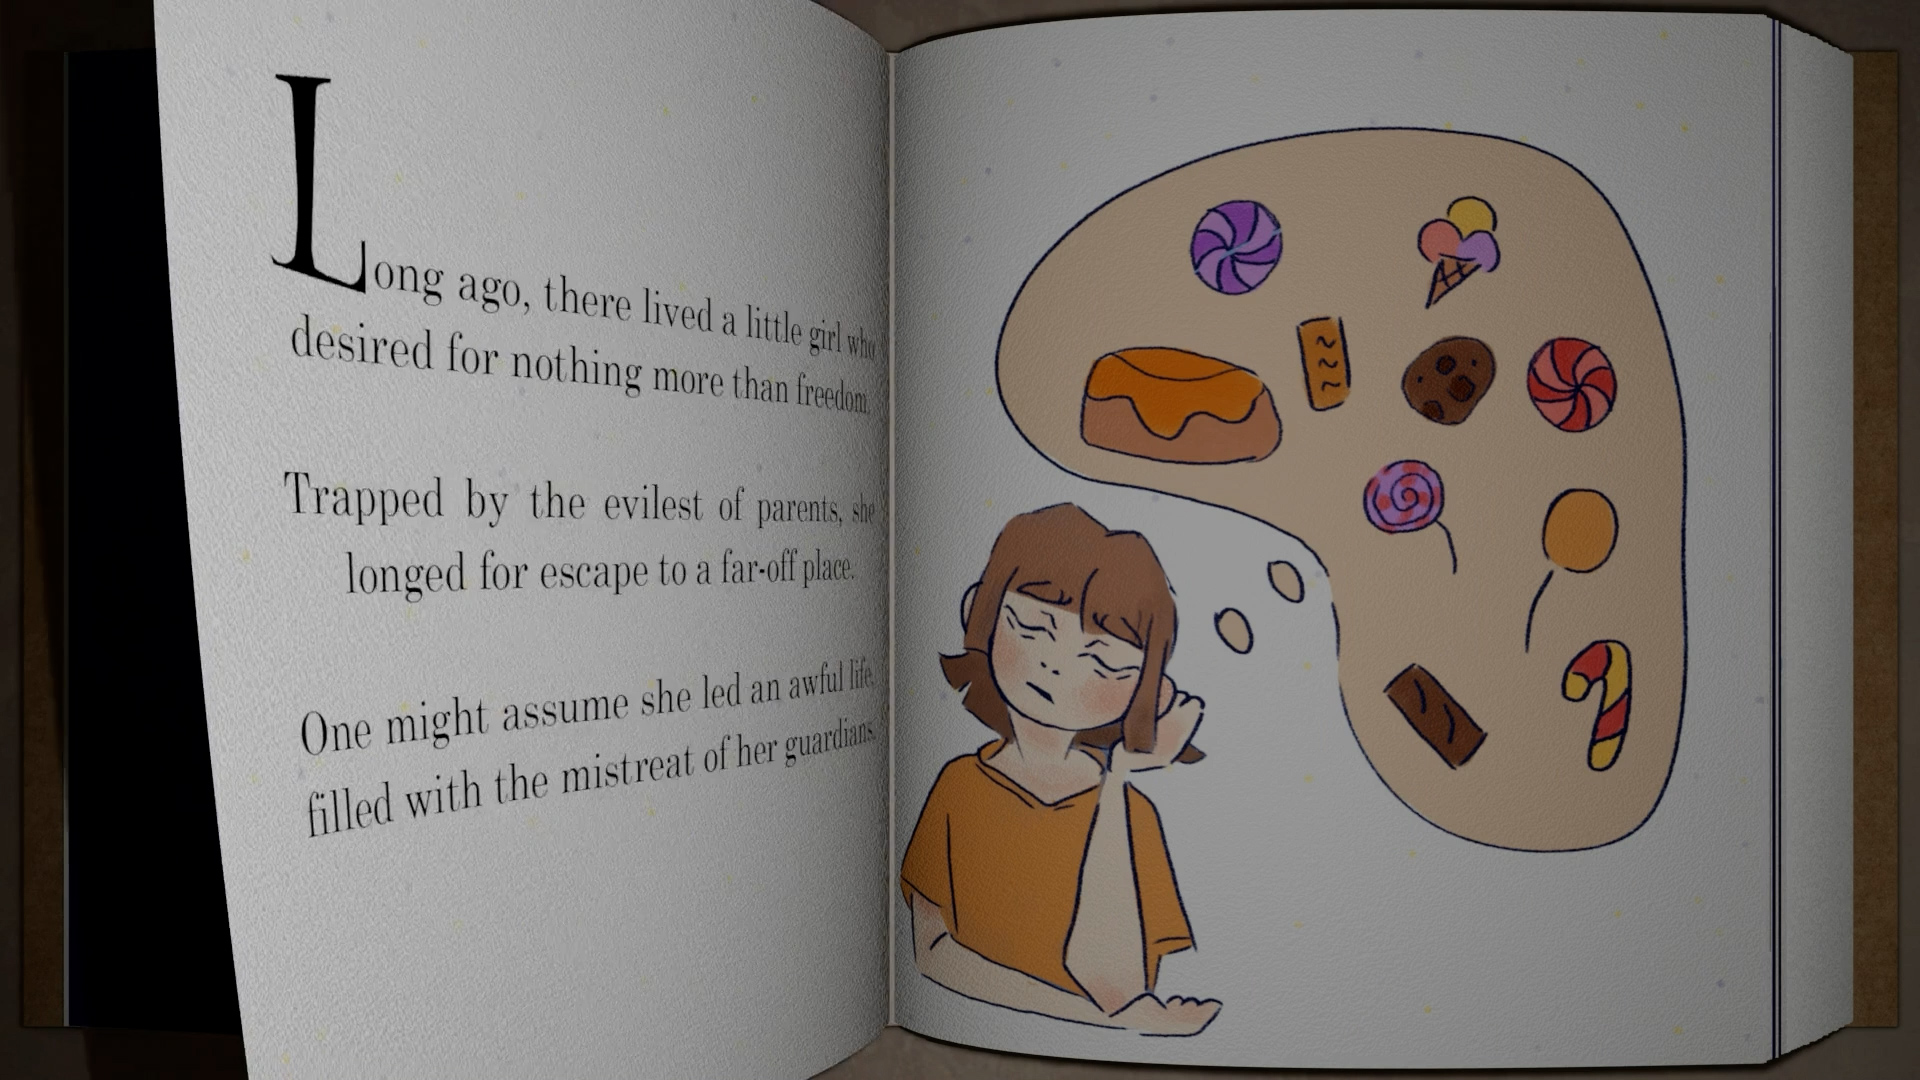 Long ago, there lived a little girl who
desired for nothing more than freedom.
Trapped by the evilest of parents, she
longed for escape to a far-off place.
One might assume she led an awful life,
filled with the mistreat of her guardians.